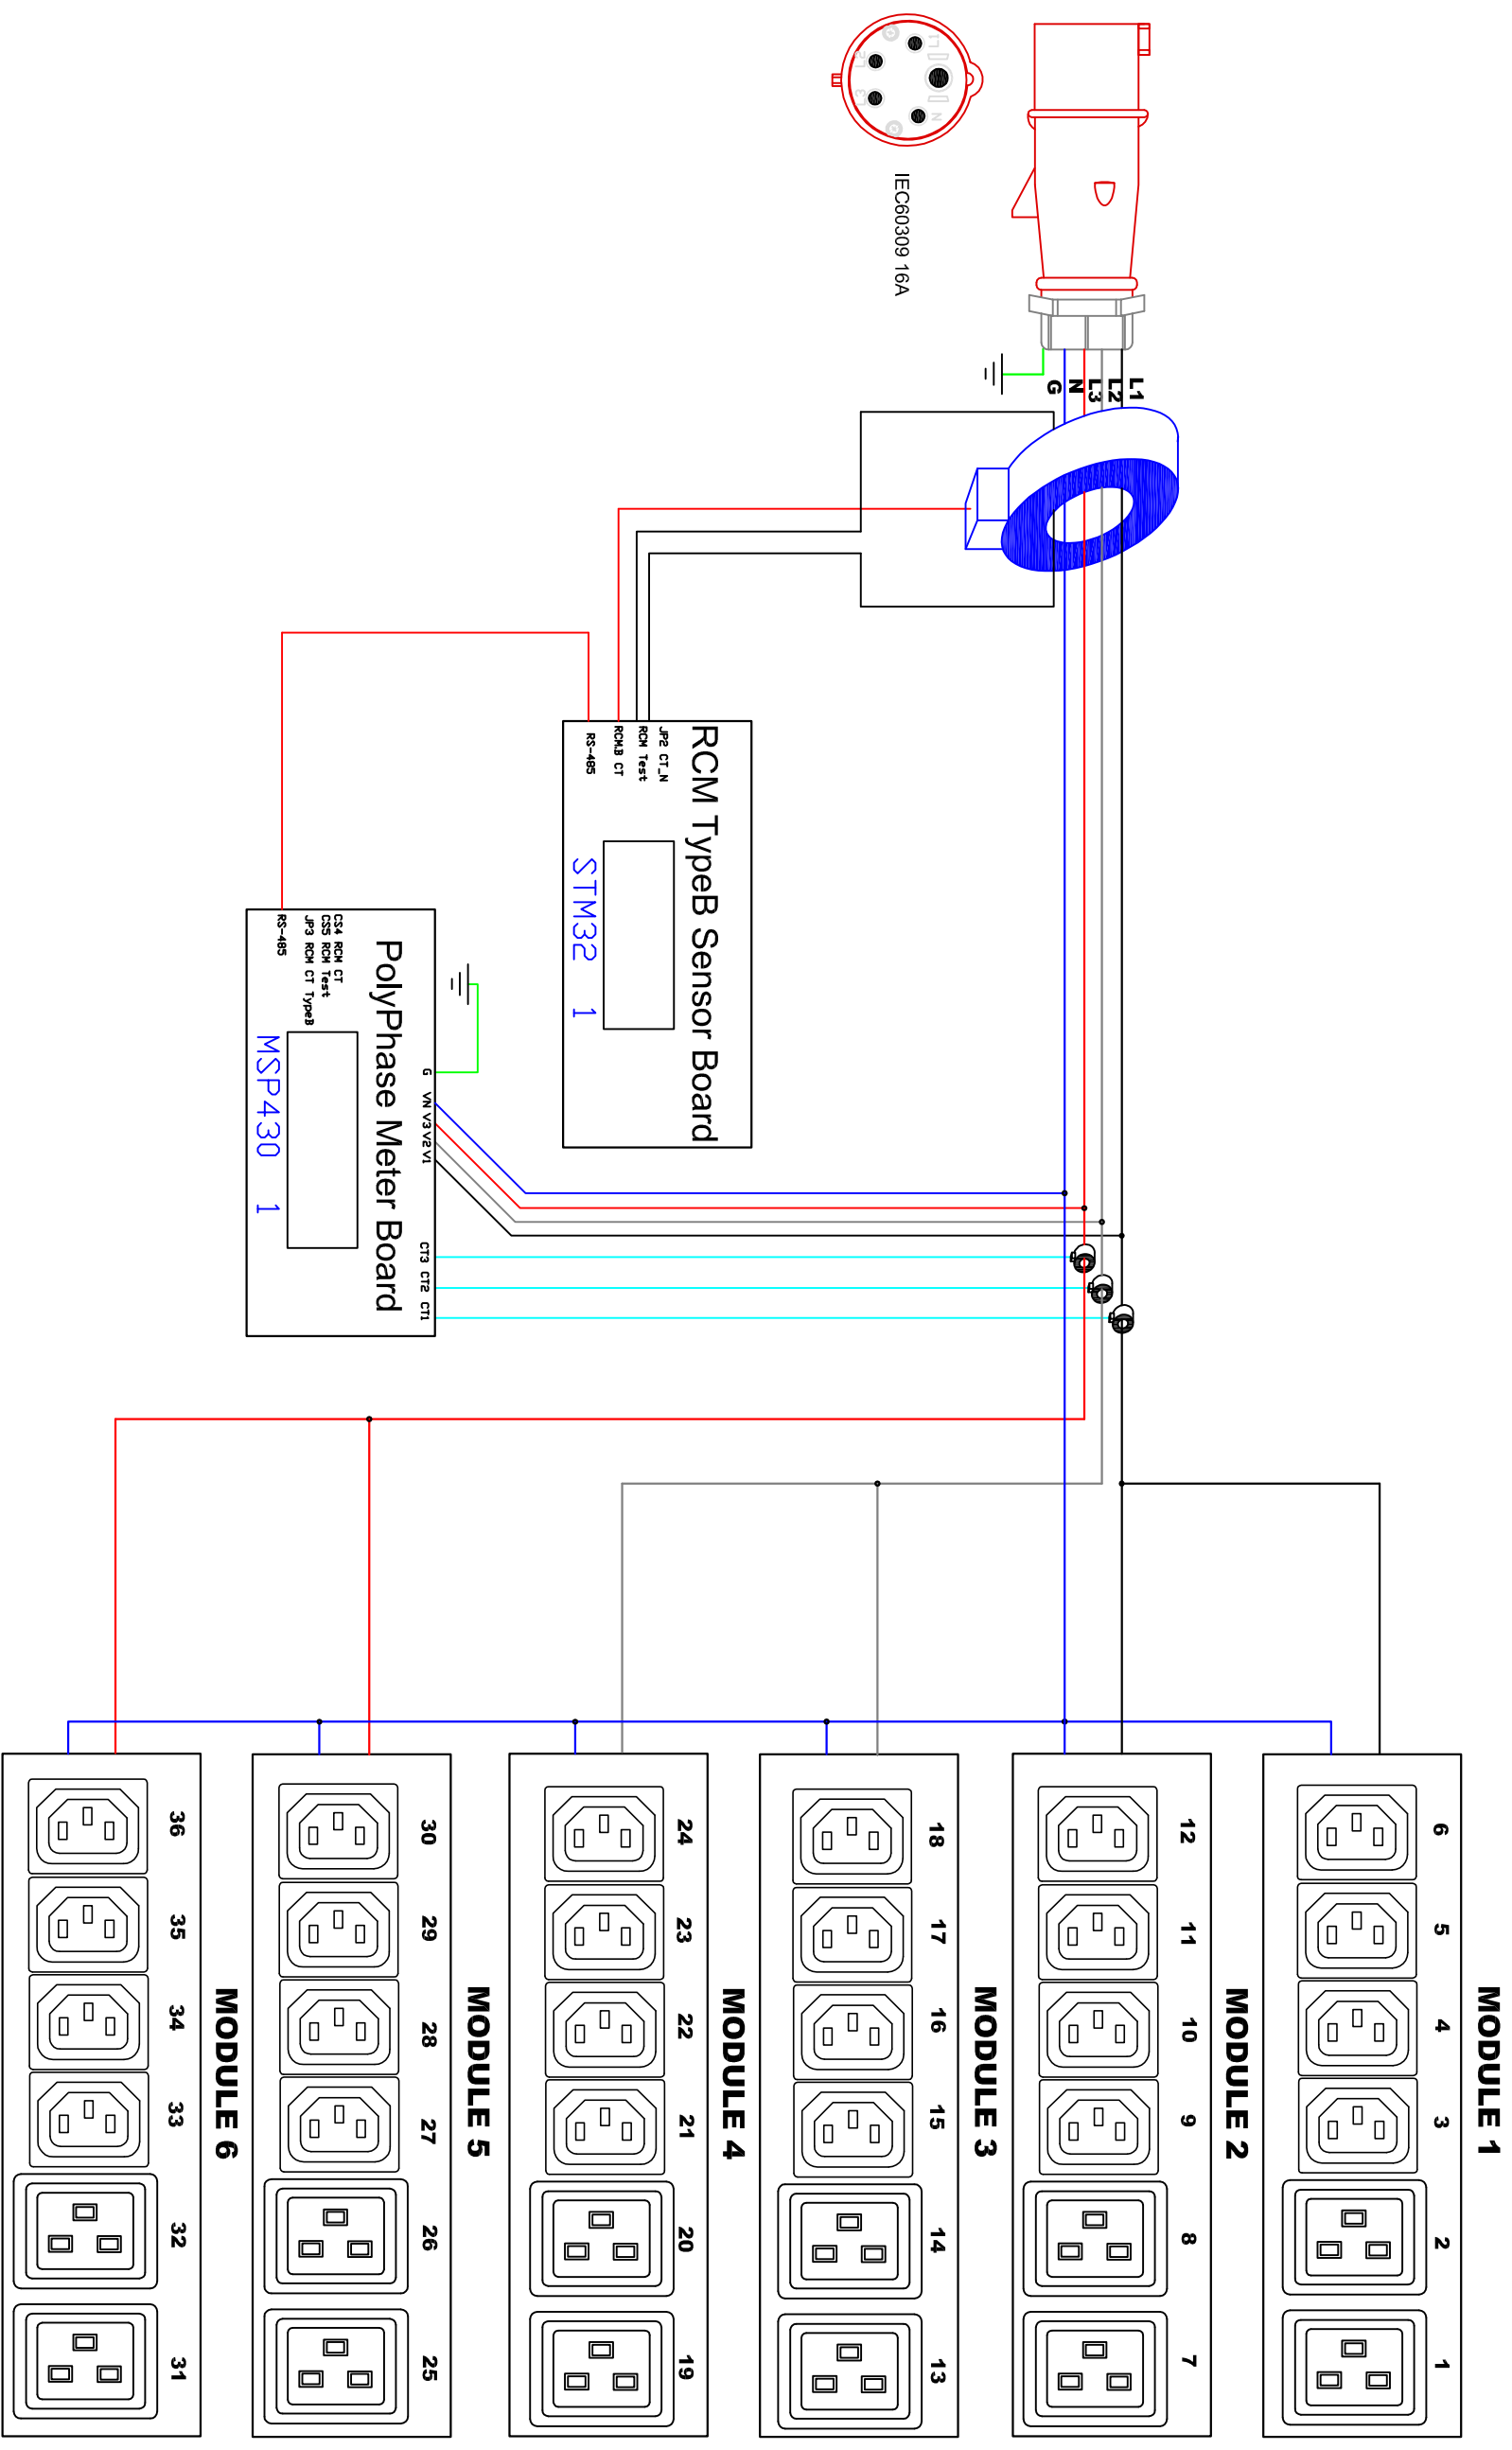 L1
L2
L3
N
IEC60309 16A
L1
L2
L3
N
G
RCM TypeB Sensor Board
JP2 CT_N
RCM Test
RCM.B CT
RS-485
STM32 1
PolyPhase Meter Board
CS4 RCM CT
CS5 RCM Test
JP3 RCM CT TypeB
RS-485
MSP430 1
G VN V3 V2 V1
CT3 CT2 CT1
MODULE 1
6 5 4 3 2 1
MODULE 2
12 11 10 9 8 7
MODULE 3
18 17 16 15 14 13
MODULE 4
24 23 22 21 20 19
MODULE 5
30 29 28 27 26 25
MODULE 6
36 35 34 33 32 31